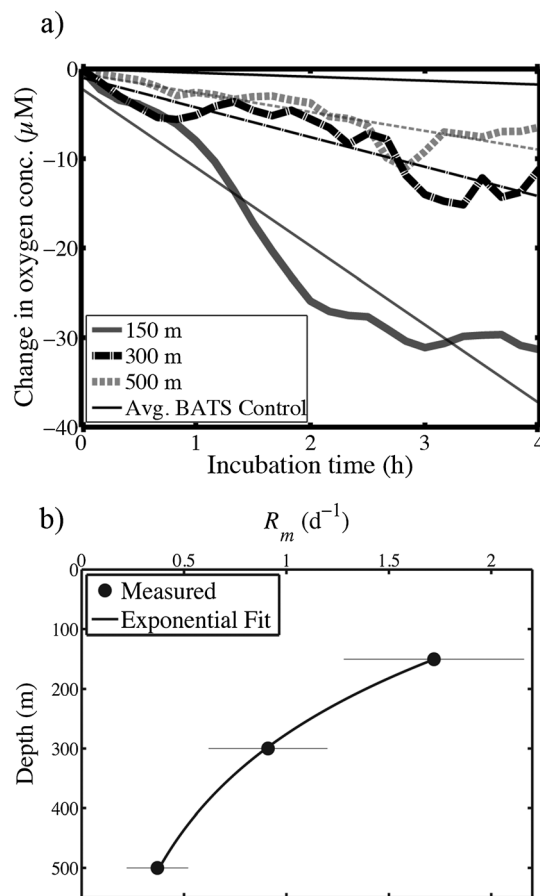 a)
0
−10
−20
−30
−40
Change in oxygen conc. (µM)
150 m
300 m
500 m
Avg. BATS Control
0 1 2 3 4
Incubation time (h)
b)
R_m (d⁻¹)
0 0.5 1 1.5 2
Measured
Exponential Fit
0
100
200
300
400
500
Depth (m)